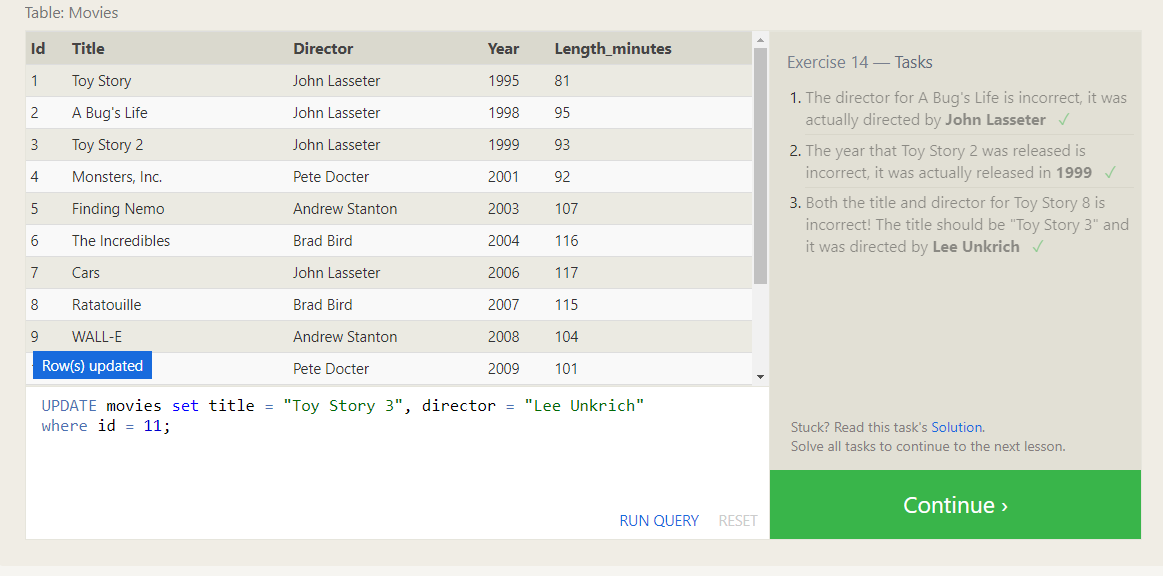 Table: Movies
Id Title Director Year Length_minutes
1 Toy Story John Lasseter 1995 81
2 A Bug's Life John Lasseter 1998 95
3 Toy Story 2 John Lasseter 1999 93
4 Monsters, Inc. Pete Docter 2001 92
5 Finding Nemo Andrew Stanton 2003 107
6 The Incredibles Brad Bird 2004 116
7 Cars John Lasseter 2006 117
8 Ratatouille Brad Bird 2007 115
9 WALL-E Andrew Stanton 2008 104
Row(s) updated
Pete Docter 2009 101
UPDATE movies set title = "Toy Story 3", director = "Lee Unkrich"
where id = 11;
RUN QUERY RESET
Exercise 14 — Tasks
1. The director for A Bug's Life is incorrect, it was
actually directed by John Lasseter ✓
2. The year that Toy Story 2 was released is
incorrect, it was actually released in 1999 ✓
3. Both the title and director for Toy Story 8 is
incorrect! The title should be "Toy Story 3" and
it was directed by Lee Unkrich ✓
Stuck? Read this task's Solution.
Solve all tasks to continue to the next lesson.
Continue ›